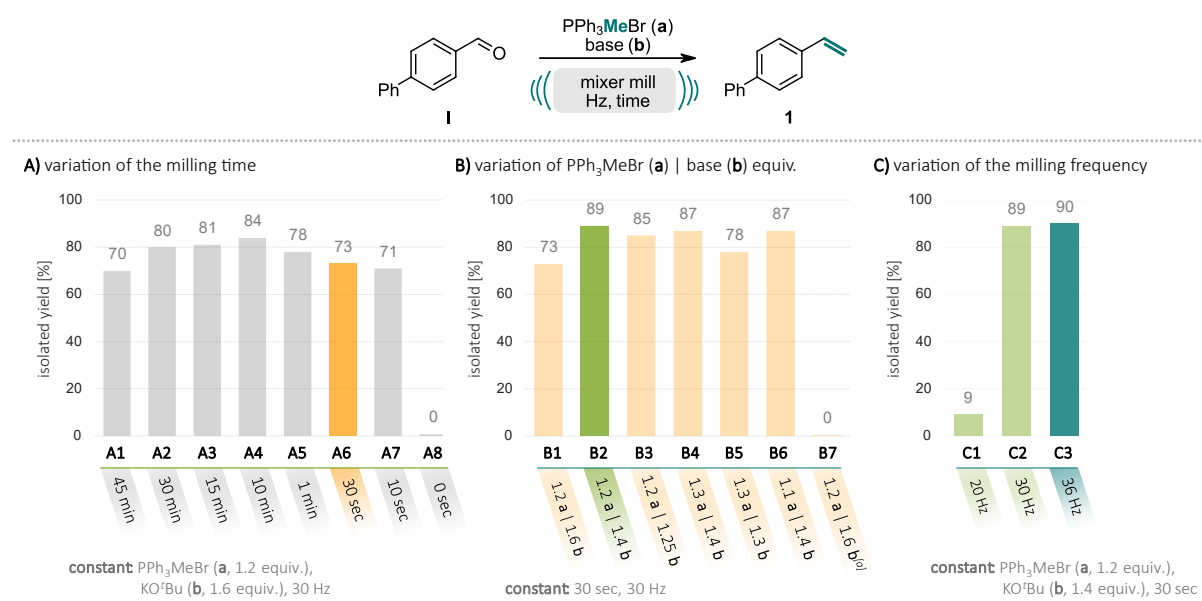 PPh₃MeBr (a)
base (b)
mixer mill
Hz, time
Ph
O
I
Ph
1
A) variation of the milling time
isolated yield [%]
100
80
60
40
20
0
70
80
81
84
78
73
71
0
A1 A2 A3 A4 A5 A6 A7 A8
45 min
30 min
15 min
10 min
1 min
30 sec
10 sec
0 sec
constant: PPh₃MeBr (a, 1.2 equiv.),
KOᵗBu (b, 1.6 equiv.), 30 Hz
B) variation of PPh₃MeBr (a) | base (b) equiv.
isolated yield [%]
100
80
60
40
20
0
73
89
85
87
78
87
0
B1 B2 B3 B4 B5 B6 B7
1.2 a | 1.6 b
1.2 a | 1.4 b
1.2 a | 1.25 b
1.3 a | 1.4 b
1.3 a | 1.3 b
1.1 a | 1.4 b
1.2 a | 1.6 b[a]
constant: 30 sec, 30 Hz
C) variation of the milling frequency
isolated yield [%]
100
80
60
40
20
0
9
89
90
C1 C2 C3
20 Hz
30 Hz
36 Hz
constant: PPh₃MeBr (a, 1.2 equiv.),
KOᵗBu (b, 1.4 equiv.), 30 sec